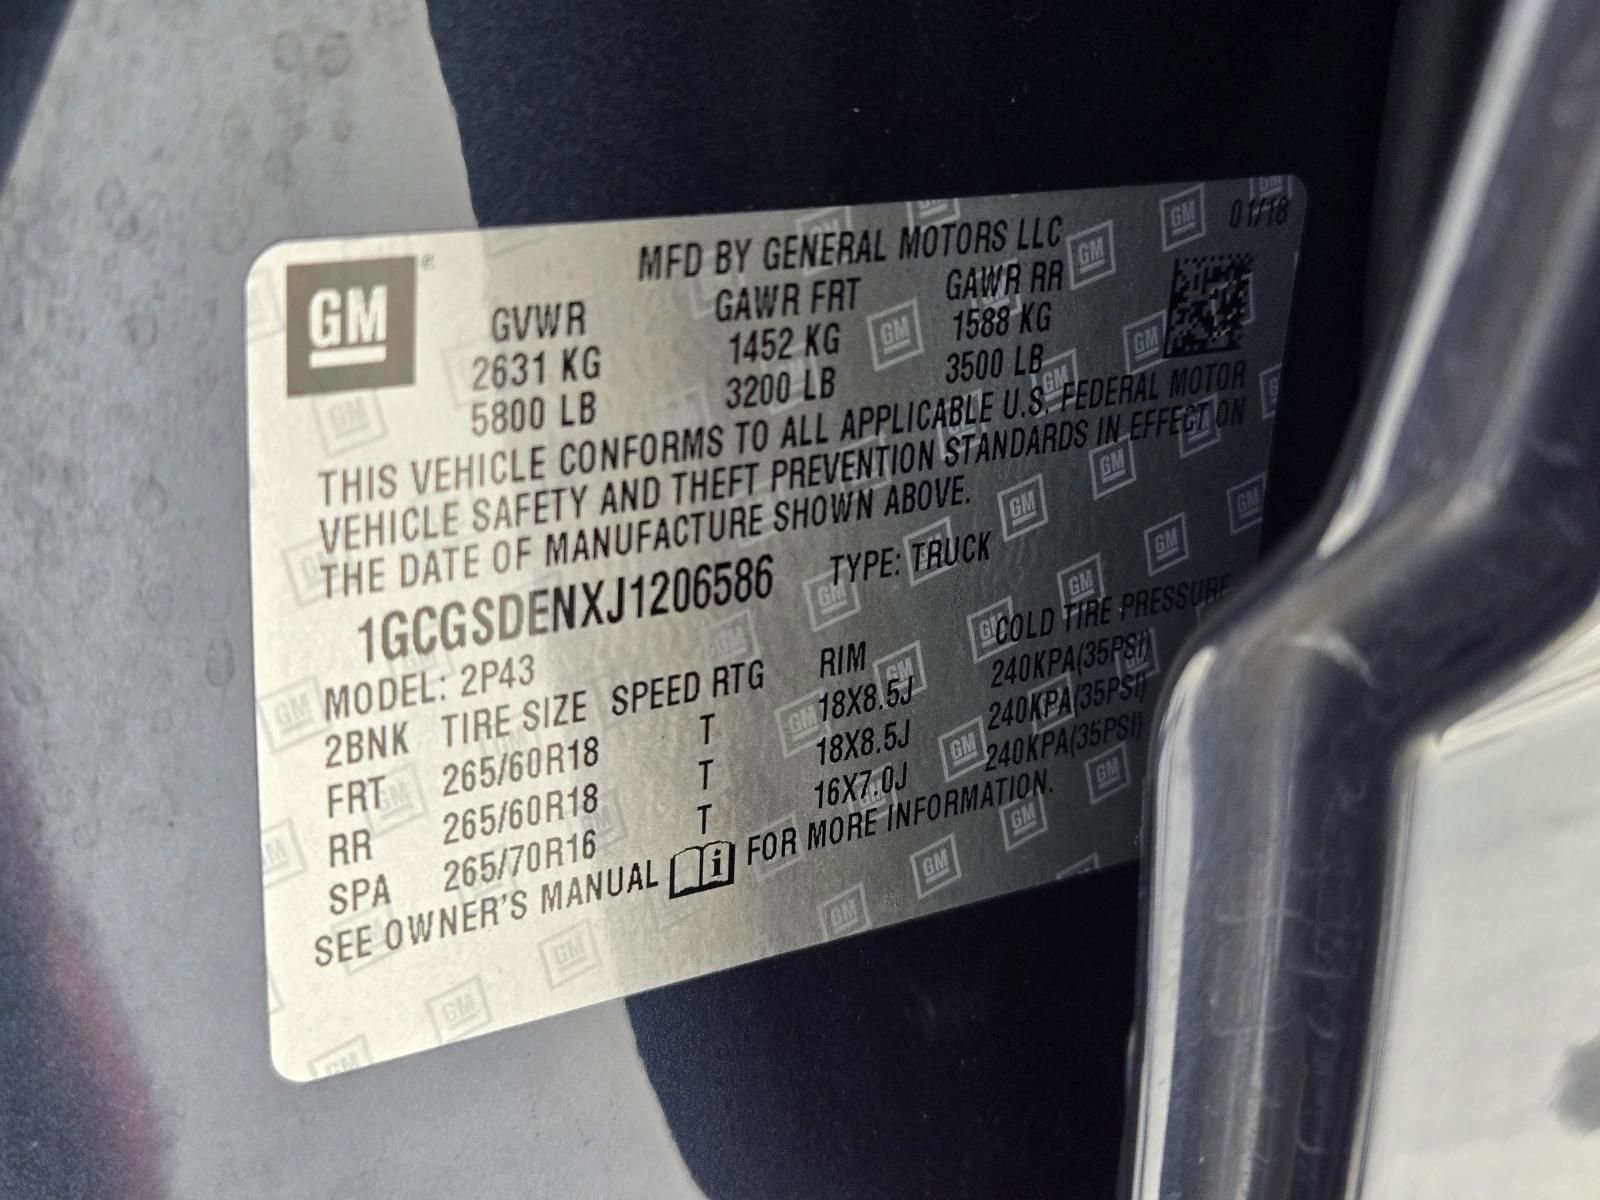 01/18
GM
MFD BY GENERAL MOTORS LLC
GVWR GAWR FRT GAWR RR
2631 KG 1452 KG 1588 KG
5800 LB 3200 LB 3500 LB
THIS VEHICLE CONFORMS TO ALL APPLICABLE U.S. FEDERAL MOTOR
VEHICLE SAFETY AND THEFT PREVENTION STANDARDS IN EFFECT ON
THE DATE OF MANUFACTURE SHOWN ABOVE.
1GCGSDENXJ1206586 TYPE: TRUCK
MODEL: 2P43
2BNK TIRE SIZE SPEED RTG RIM COLD TIRE PRESSURE
FRT 265/60R18 T 18X8.5J 240KPA(35PSI)
RR 265/60R18 T 18X8.5J 240KPA(35PSI)
SPA 265/70R16 T 16X7.0J 240KPA(35PSI)
SEE OWNER'S MANUAL i FOR MORE INFORMATION.